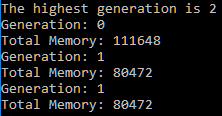 The highest generation is 2
Generation: 0
Total Memory: 111648
Generation: 1
Total Memory: 80472
Generation: 1
Total Memory: 80472